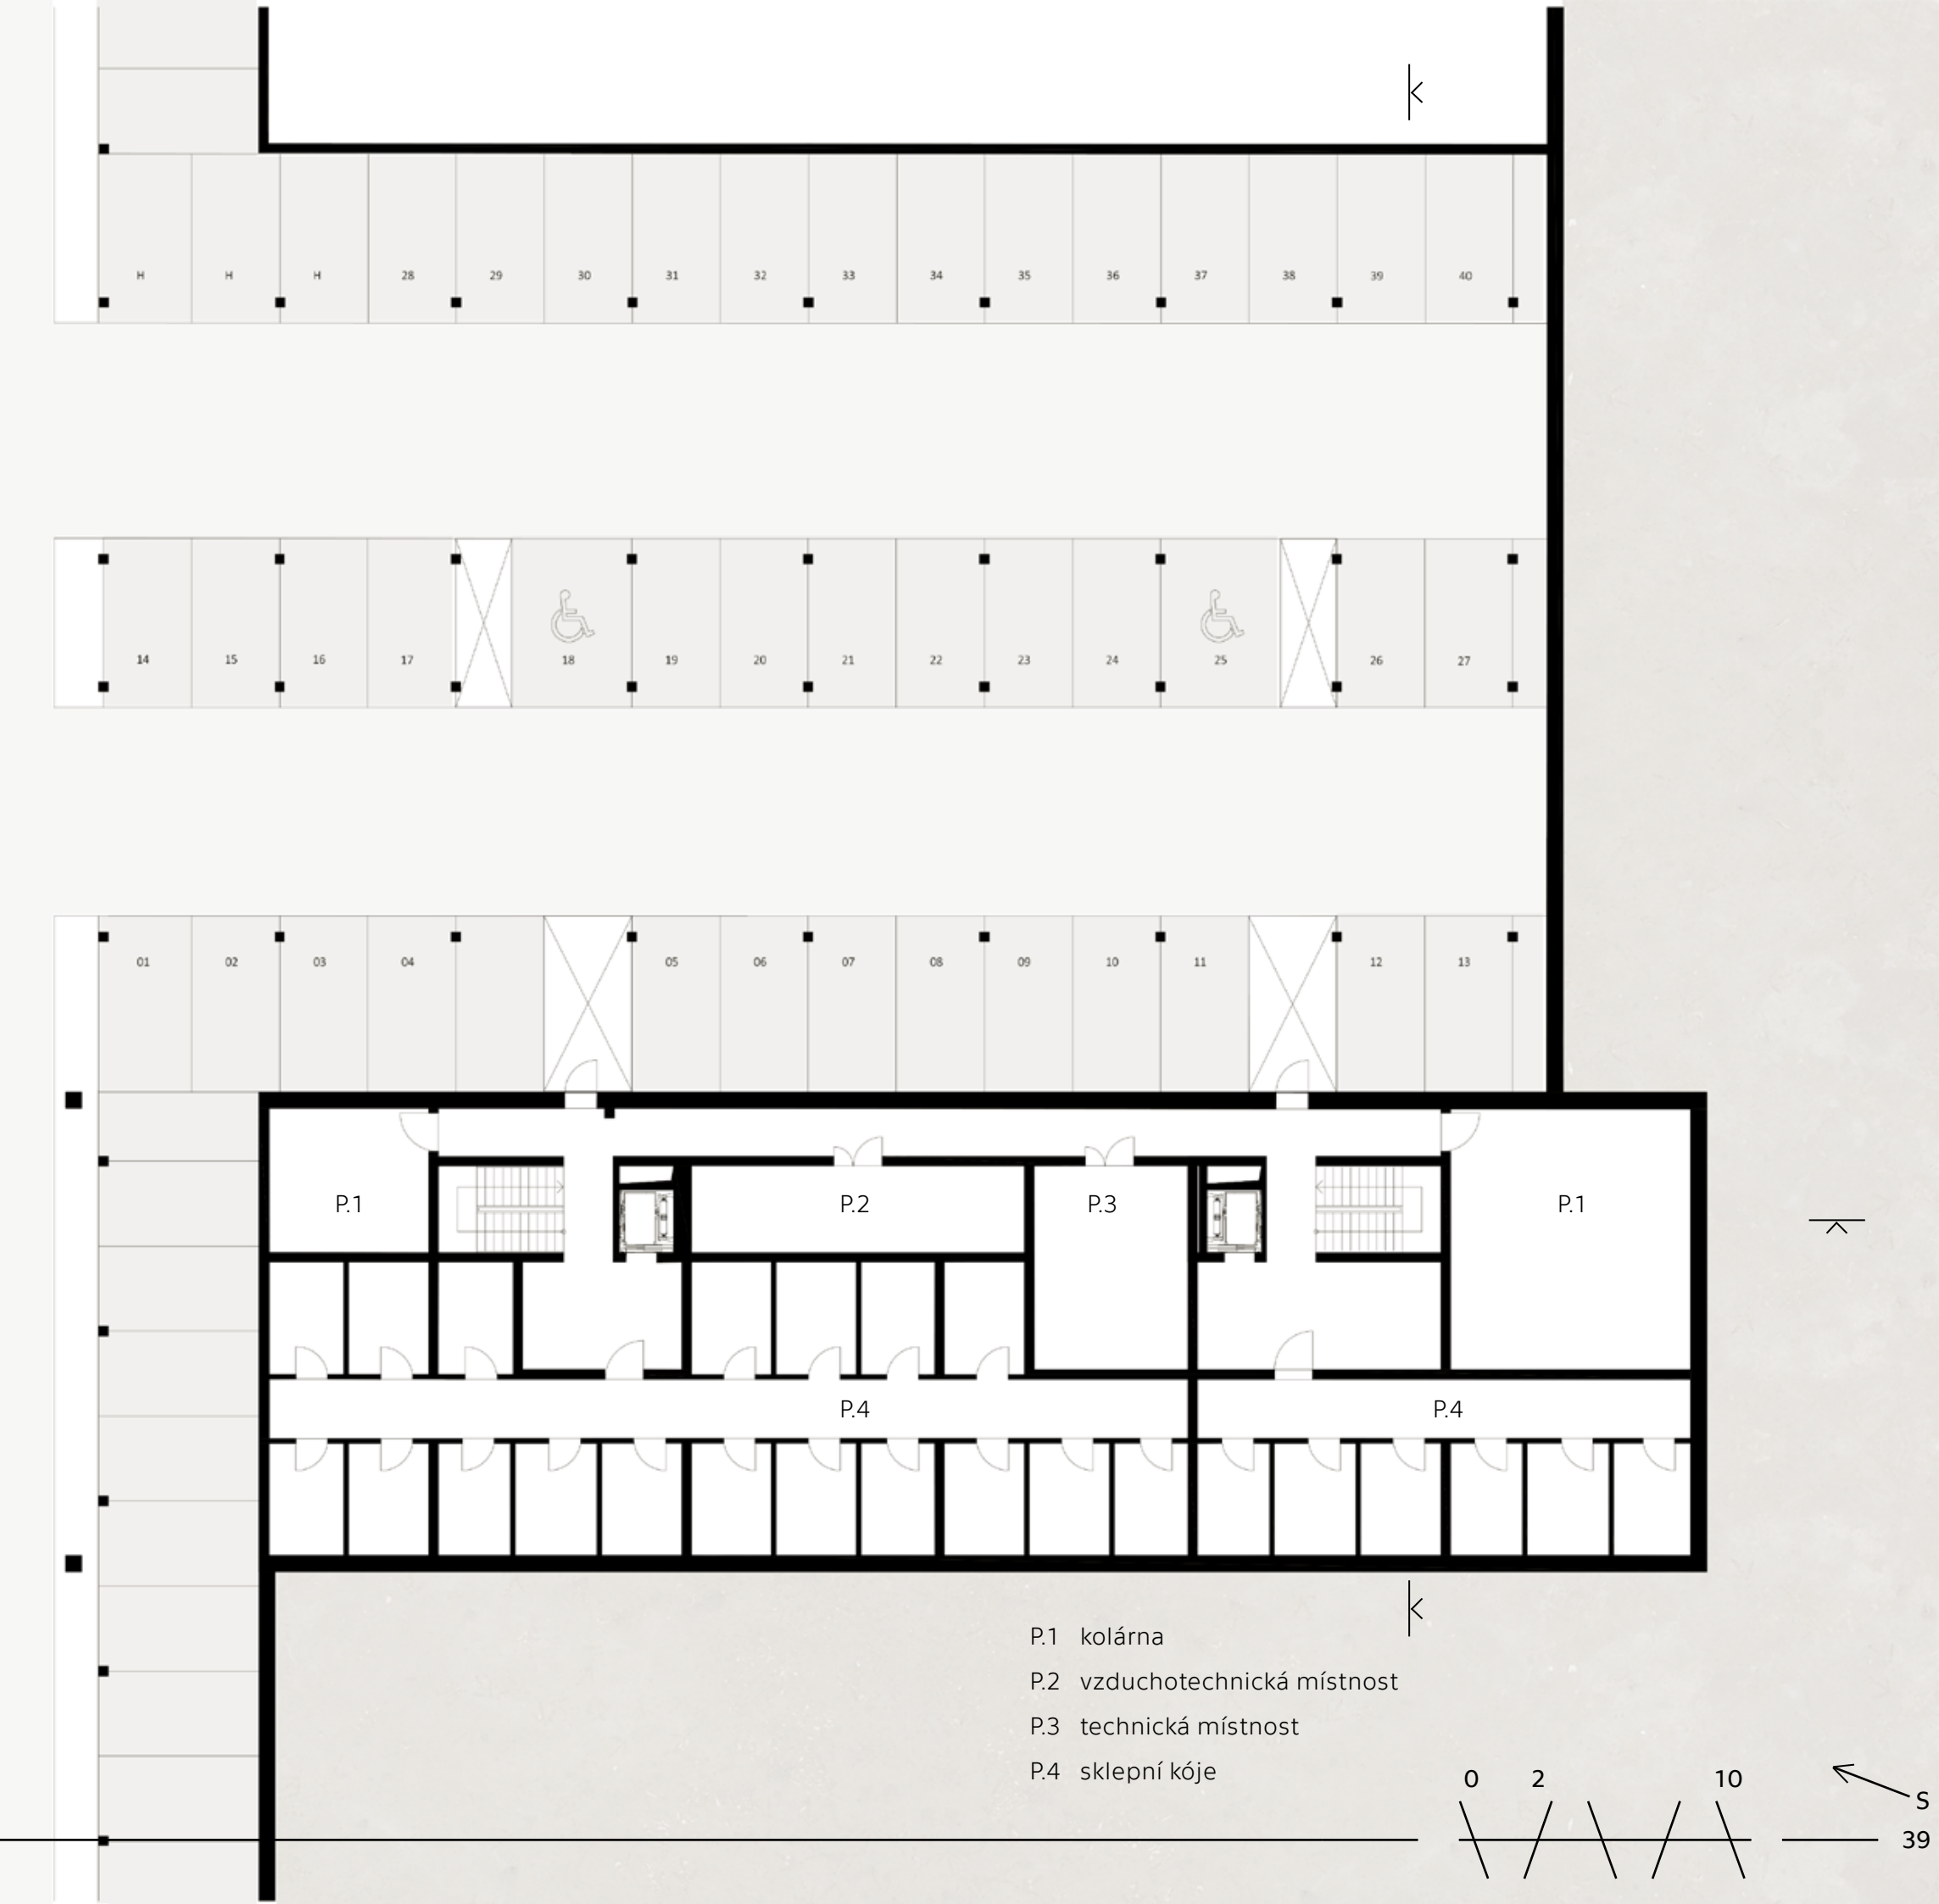 H H H 28 29 30 31 32 33 34 35 36 37 38 39 40
14 15 16 17 18 19 20 21 22 23 24 25 26 27
01 02 03 04 05 06 07 08 09 10 11 12 13
P.1 P.2 P.3 P.1
P.4 P.4
P.1 kolárna
P.2 vzduchotechnická místnost
P.3 technická místnost
P.4 sklepní kóje
0 2 10
S
39